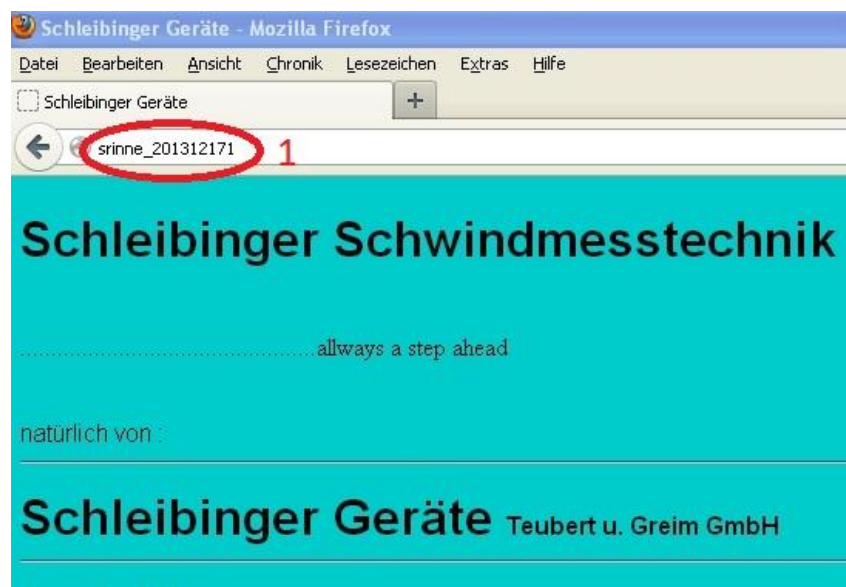 Schleibinger Geräte - Mozilla Firefox
Datei Bearbeiten Ansicht Chronik Lesezeichen Extras Hilfe
Schleibinger Geräte +
srinne_201312171 1
Schleibinger Schwindmesstechnik
.................................................allways a step ahead
natürlich von :
Schleibinger Geräte Teubert u. Greim GmbH